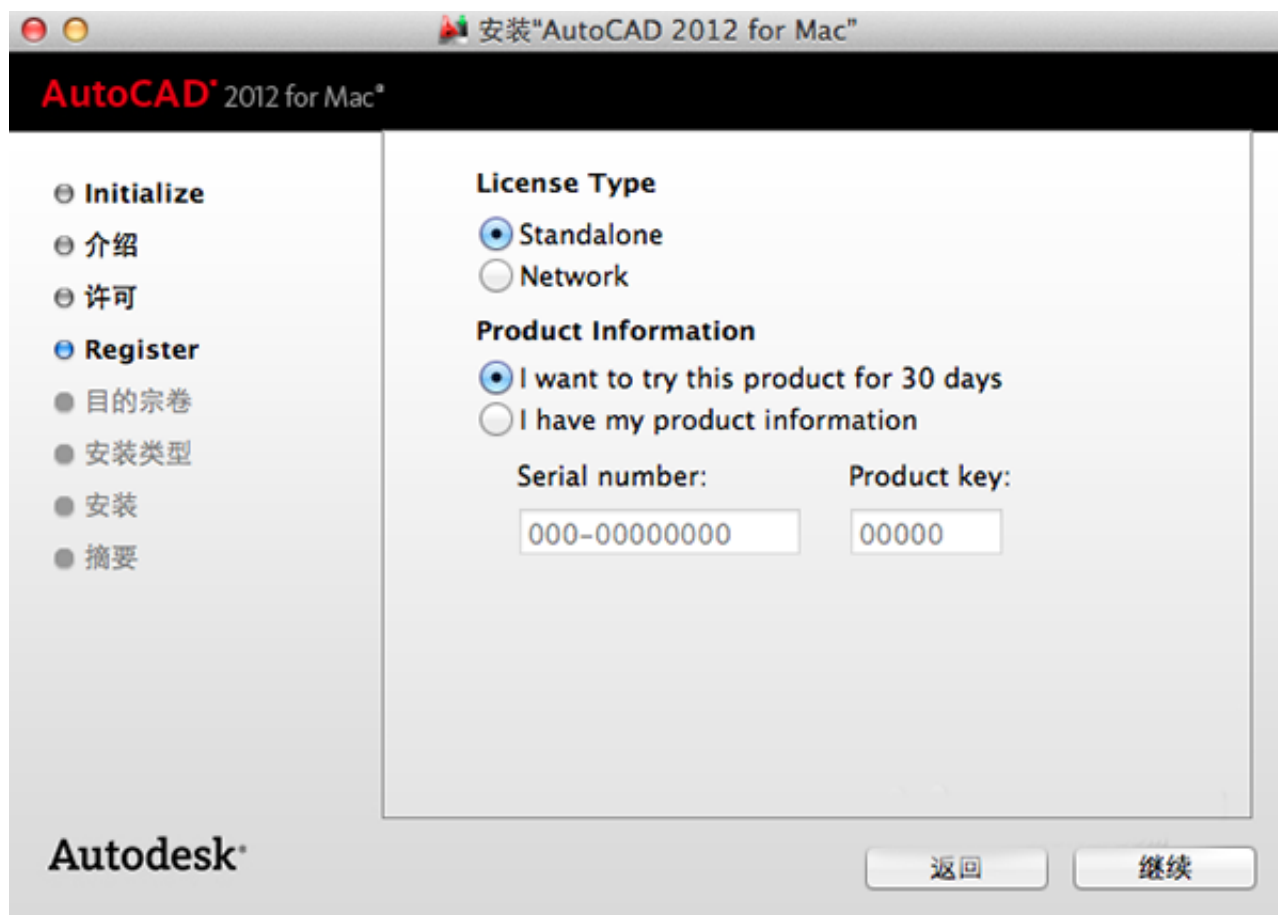 安装"AutoCAD 2012 for Mac"
AutoCAD® 2012 for Mac®
Initialize
介绍
许可
Register
目的宗卷
安装类型
安装
摘要
License Type
Standalone
Network
Product Information
I want to try this product for 30 days
I have my product information
Serial number: Product key:
000-00000000 00000
Autodesk®
返回 继续